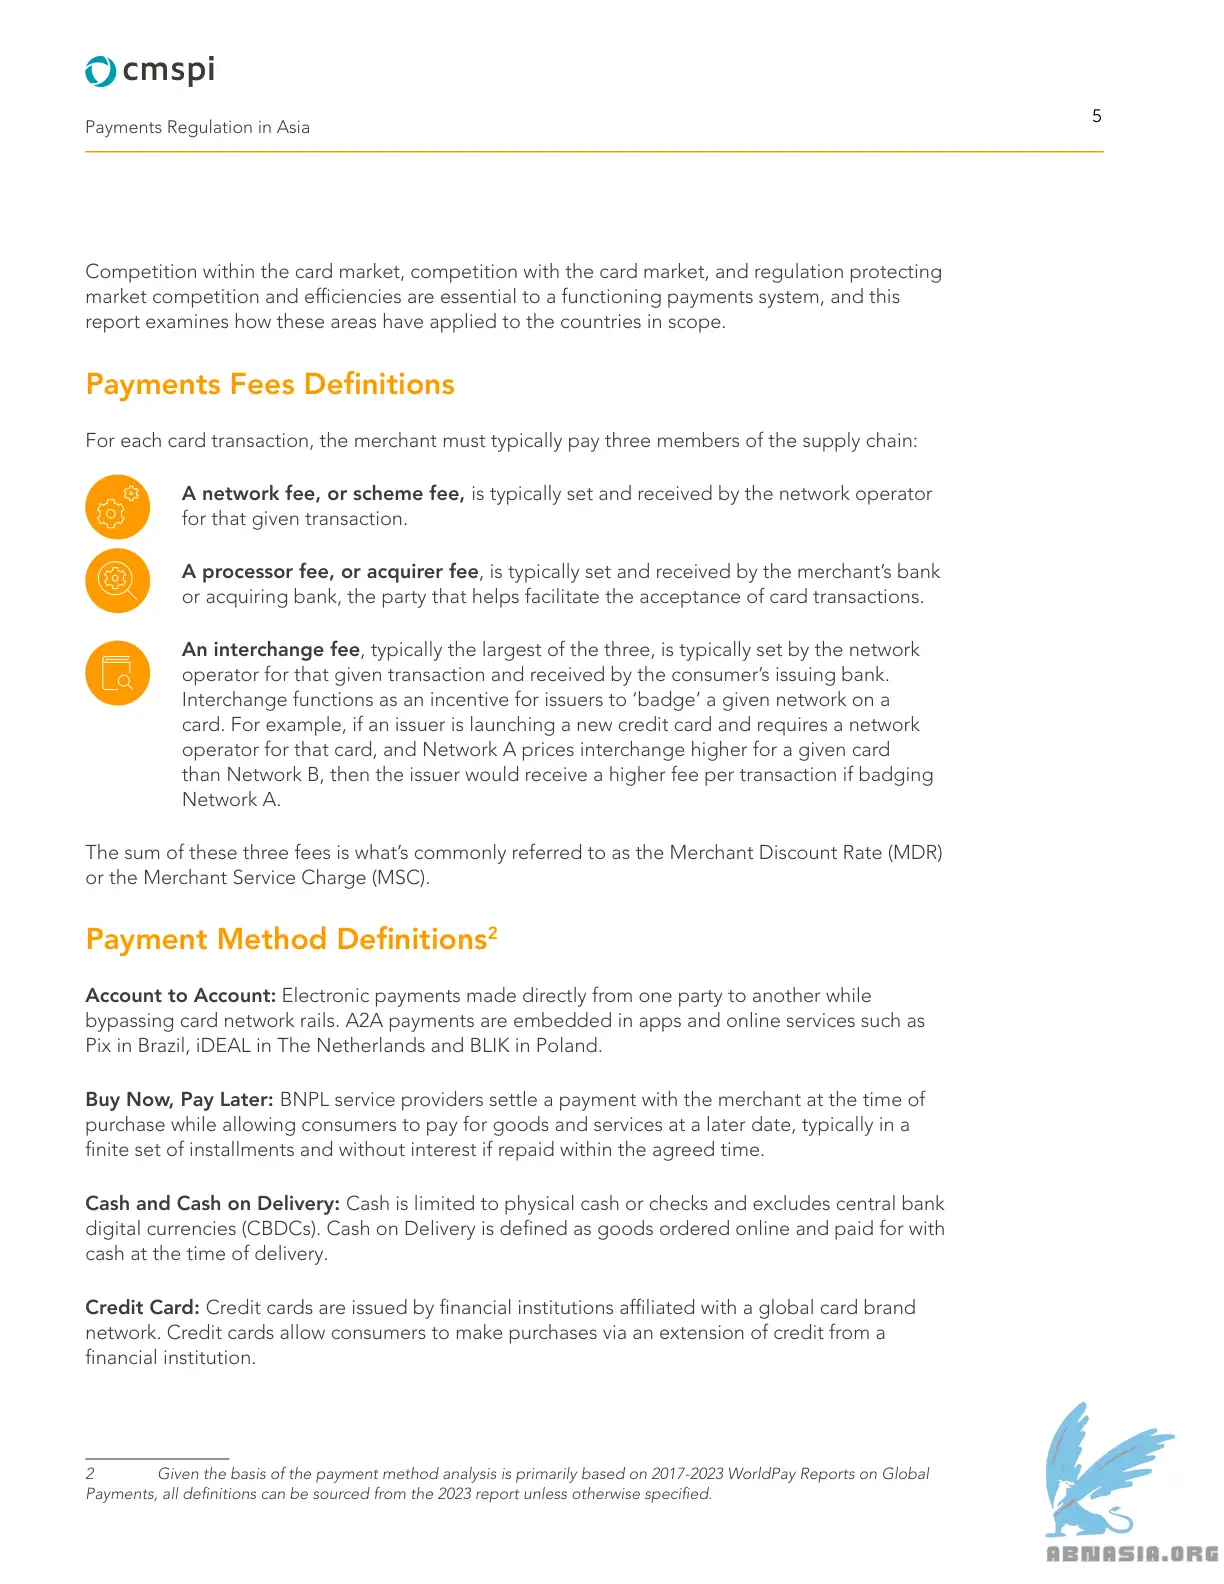 cmspi
Payments Regulation in Asia
5
Competition within the card market, competition with the card market, and regulation protecting
market competition and efficiencies are essential to a functioning payments system, and this
report examines how these areas have applied to the countries in scope.
Payments Fees Definitions
For each card transaction, the merchant must typically pay three members of the supply chain:
A network fee, or scheme fee, is typically set and received by the network operator
for that given transaction.
A processor fee, or acquirer fee, is typically set and received by the merchant’s bank
or acquiring bank, the party that helps facilitate the acceptance of card transactions.
An interchange fee, typically the largest of the three, is typically set by the network
operator for that given transaction and received by the consumer’s issuing bank.
Interchange functions as an incentive for issuers to ‘badge’ a given network on a
card. For example, if an issuer is launching a new credit card and requires a network
operator for that card, and Network A prices interchange higher for a given card
than Network B, then the issuer would receive a higher fee per transaction if badging
Network A.
The sum of these three fees is what’s commonly referred to as the Merchant Discount Rate (MDR)
or the Merchant Service Charge (MSC).
Payment Method Definitions2
Account to Account: Electronic payments made directly from one party to another while
bypassing card network rails. A2A payments are embedded in apps and online services such as
Pix in Brazil, iDEAL in The Netherlands and BLIK in Poland.
Buy Now, Pay Later: BNPL service providers settle a payment with the merchant at the time of
purchase while allowing consumers to pay for goods and services at a later date, typically in a
finite set of installments and without interest if repaid within the agreed time.
Cash and Cash on Delivery: Cash is limited to physical cash or checks and excludes central bank
digital currencies (CBDCs). Cash on Delivery is defined as goods ordered online and paid for with
cash at the time of delivery.
Credit Card: Credit cards are issued by financial institutions affiliated with a global card brand
network. Credit cards allow consumers to make purchases via an extension of credit from a
financial institution.
2 Given the basis of the payment method analysis is primarily based on 2017-2023 WorldPay Reports on Global
Payments, all definitions can be sourced from the 2023 report unless otherwise specified.
ABNASIA.ORG